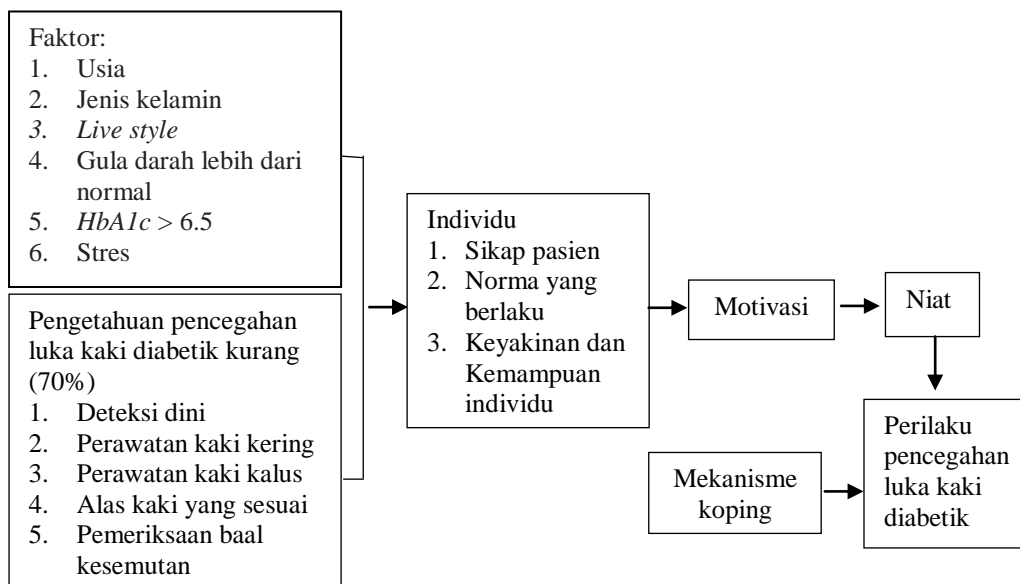 Faktor:
1. Usia
2. Jenis kelamin
3. Live style
4. Gula darah lebih dari
normal
5. HbA1c > 6.5
6. Stres
Pengetahuan pencegahan
luka kaki diabetik kurang
(70%)
1. Deteksi dini
2. Perawatan kaki kering
3. Perawatan kaki kalus
4. Alas kaki yang sesuai
5. Pemeriksaan baal
kesemutan
Individu
1. Sikap pasien
2. Norma yang
berlaku
3. Keyakinan dan
Kemampuan
individu
Motivasi
Niat
Mekanisme
koping
Perilaku
pencegahan
luka kaki
diabetik